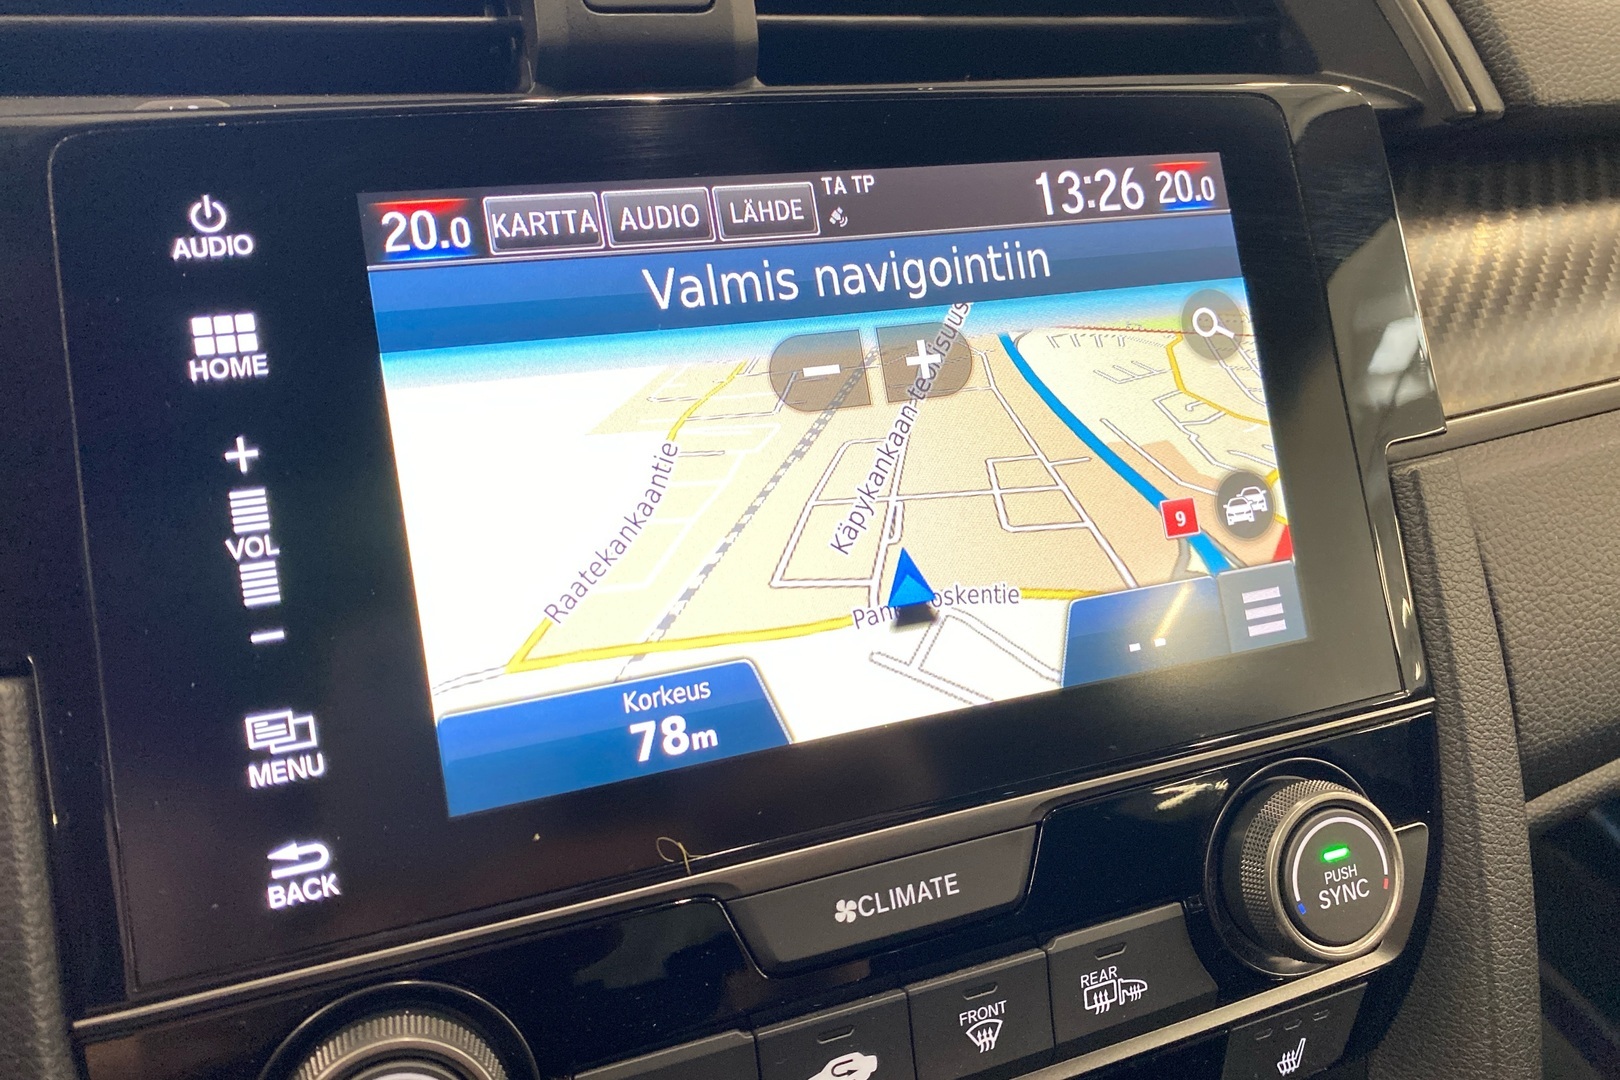 AUDIO
HOME
+
VOL
-
MENU
BACK
20.0 KARTTA AUDIO LÄHDE TA TP 13:26 20.0
Valmis navigointiin
- +
Raatekankaantie
Käpykankaan teollisuus
9
Korkeus
78m
- -
CLIMATE
PUSH
SYNC
FRONT
REAR